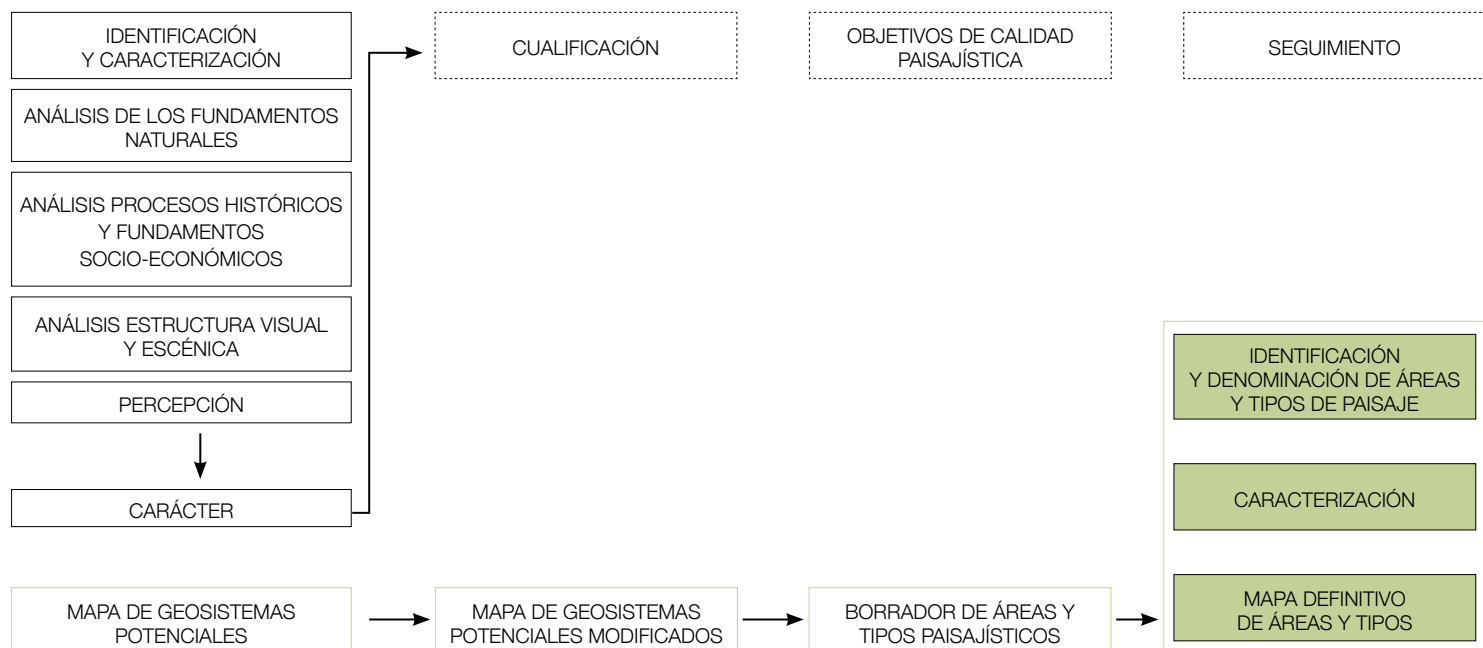 IDENTIFICACIÓN
Y CARACTERIZACIÓN
CUALIFICACIÓN
OBJETIVOS DE CALIDAD
PAISAJÍSTICA
SEGUIMIENTO
ANÁLISIS DE LOS FUNDAMENTOS
NATURALES
ANÁLISIS PROCESOS HISTÓRICOS
Y FUNDAMENTOS
SOCIO-ECONÓMICOS
ANÁLISIS ESTRUCTURA VISUAL
Y ESCÉNICA
PERCEPCIÓN
CARÁCTER
IDENTIFICACIÓN
Y DENOMINACIÓN DE ÁREAS
Y TIPOS DE PAISAJE
CARACTERIZACIÓN
MAPA DE GEOSISTEMAS
POTENCIALES
MAPA DE GEOSISTEMAS
POTENCIALES MODIFICADOS
BORRADOR DE ÁREAS Y
TIPOS PAISAJÍSTICOS
MAPA DEFINITIVO
DE ÁREAS Y TIPOS